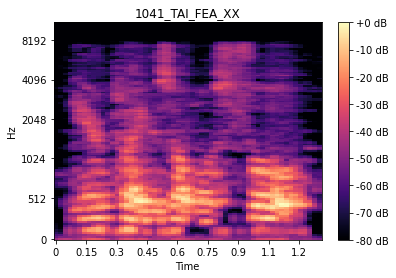 1041_TAI_FEA_XX
+0 dB
8192
-10 dB
4096
-20 dB
-30 dB
2048
Hz
-40 dB
1024
-50 dB
512
-60 dB
-70 dB
0
-80 dB
0 0.15 0.3 0.45 0.6 0.75 0.9 1.1 1.2
Time